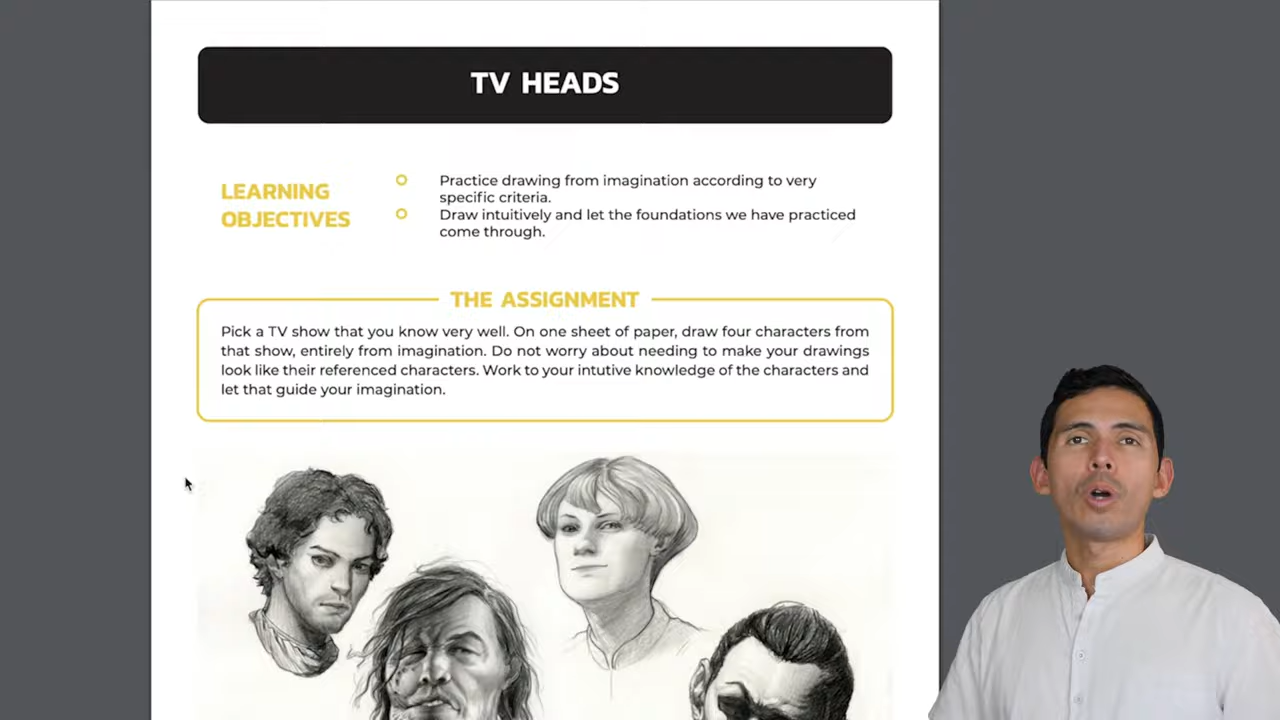 TV HEADS
LEARNING
OBJECTIVES
Practice drawing from imagination according to very
specific criteria.
Draw intuitively and let the foundations we have practiced
come through.
THE ASSIGNMENT
Pick a TV show that you know very well. On one sheet of paper, draw four characters from
that show, entirely from imagination. Do not worry about needing to make your drawings
look like their referenced characters. Work to your intutive knowledge of the characters and
let that guide your imagination.